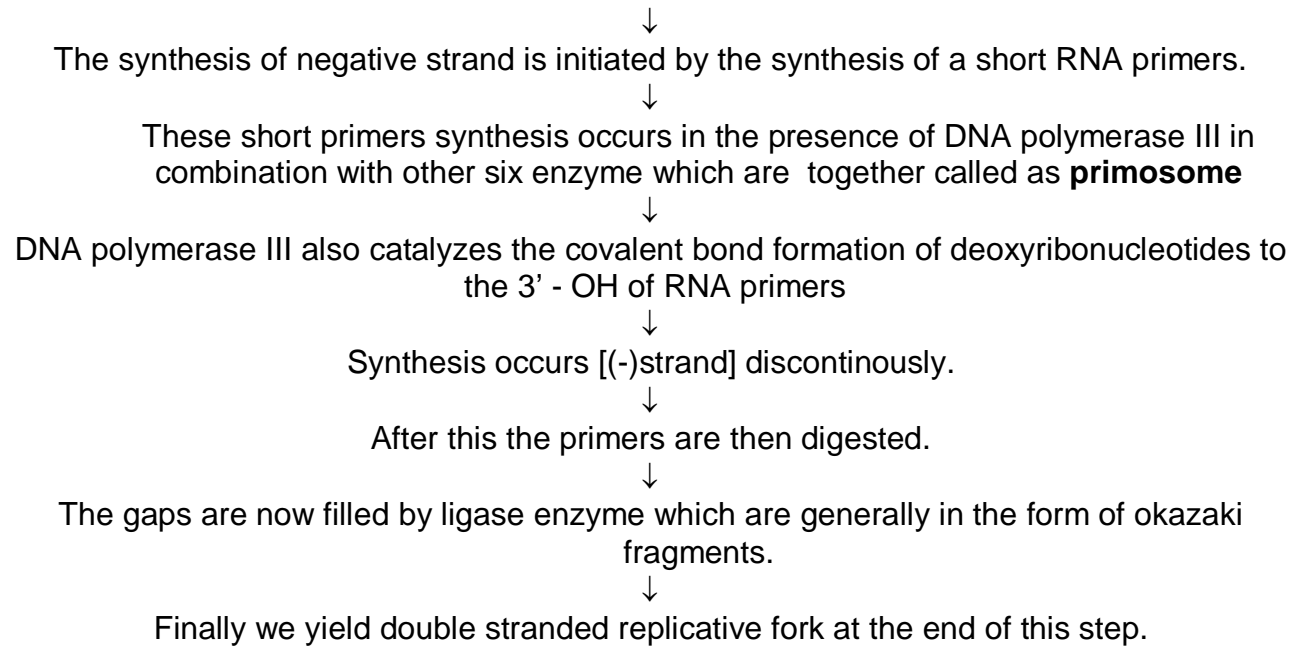 ↓
The synthesis of negative strand is initiated by the synthesis of a short RNA primers.
↓
These short primers synthesis occurs in the presence of DNA polymerase III in
combination with other six enzyme which are together called as primosome
↓
DNA polymerase III also catalyzes the covalent bond formation of deoxyribonucleotides to
the 3’ - OH of RNA primers
↓
Synthesis occurs [(-)strand] discontinously.
↓
After this the primers are then digested.
↓
The gaps are now filled by ligase enzyme which are generally in the form of okazaki
fragments.
↓
Finally we yield double stranded replicative fork at the end of this step.